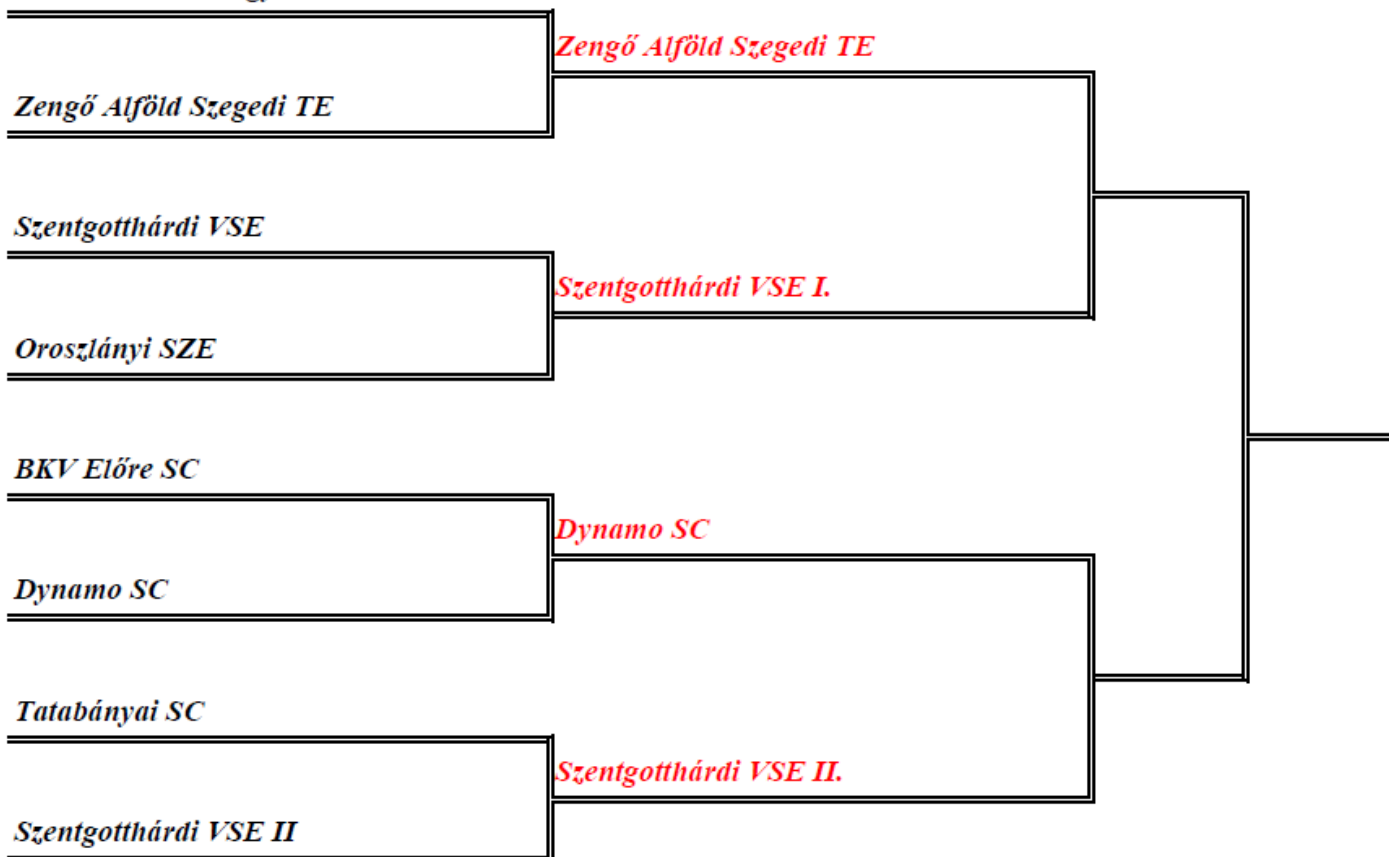 Zengő Alföld Szegedi TE
Zengő Alföld Szegedi TE
Szentgotthárdi VSE
Szentgotthárdi VSE I.
Oroszlányi SZE
BKV Előre SC
Dynamo SC
Dynamo SC
Tatabányai SC
Szentgotthárdi VSE II.
Szentgotthárdi VSE II